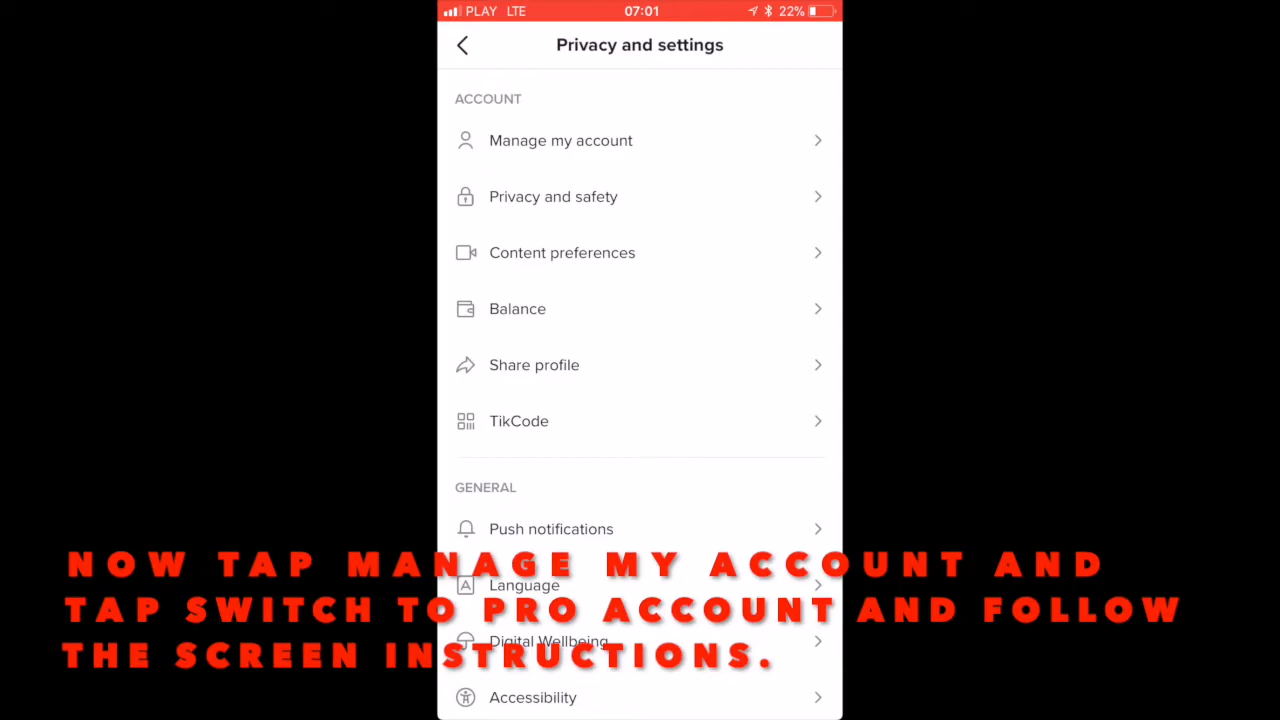 PLAY LTE 07:01 22%
Privacy and settings
ACCOUNT
Manage my account
Privacy and safety
Content preferences
Balance
Share profile
TikCode
GENERAL
Push notifications
Language
Digital Wellbeing
Accessibility
NOW TAP MANAGE MY ACCOUNT AND
TAP SWITCH TO PRO ACCOUNT AND FOLLOW
THE SCREEN INSTRUCTIONS.